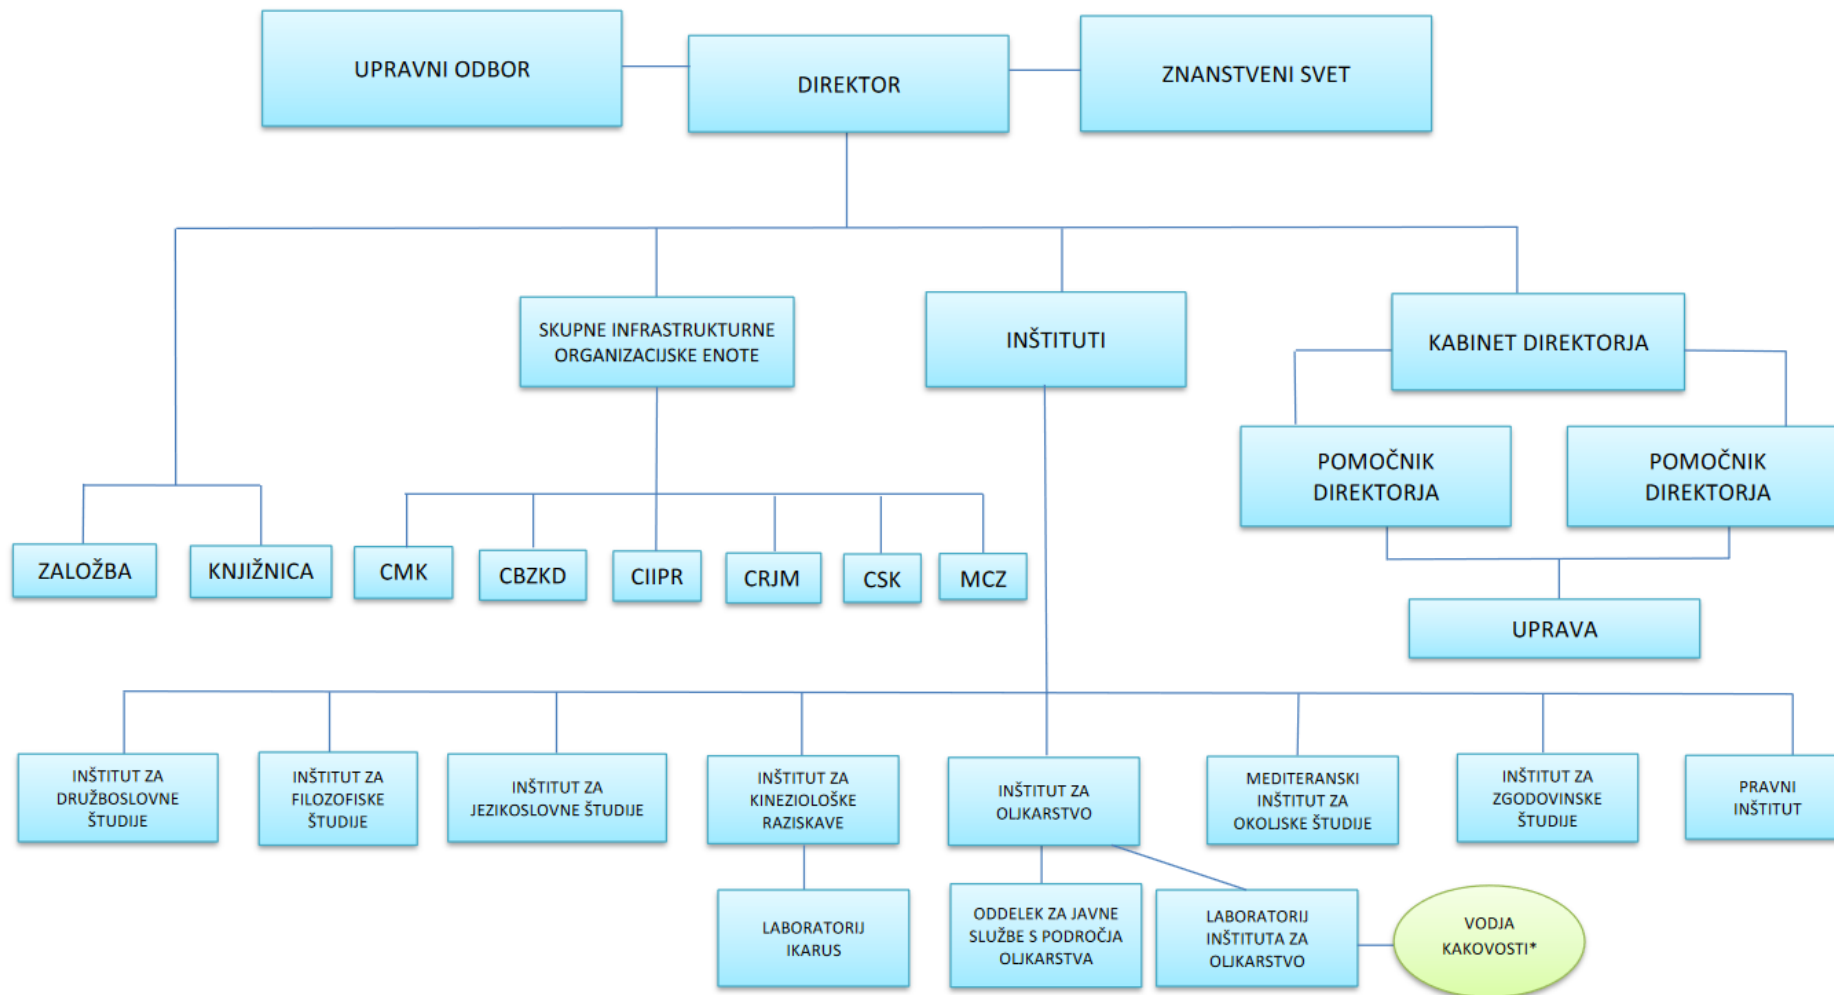 UPRAVNI ODBOR
DIREKTOR
ZNANSTVENI SVET
SKUPNE INFRASTRUKTURNE
ORGANIZACIJSKE ENOTE
INŠTITUTI
KABINET DIREKTORJA
POMOČNIK
DIREKTORJA
POMOČNIK
DIREKTORJA
ZALOŽBA
KNJIŽNICA
CMK
CBZKD
CIIPR
CRJM
CSK
MCZ
UPRAVA
INŠTITUT ZA
DRUŽBOSLOVNE
ŠTUDIJE
INŠTITUT ZA
FILOZOFISKE
ŠTUDIJE
INŠTITUT ZA
JEZIKOSLOVNE ŠTUDIJE
INŠTITUT ZA
KINEZIOLOŠKE
RAZISKAVE
INŠTITUT ZA
OLJKARSTVO
MEDITERANSKI
INŠTITUT ZA
OKOLJSKE ŠTUDIJE
INŠTITUT ZA
ZGODOVINSKE
ŠTUDIJE
PRAVNI
INŠTITUT
LABORATORIJ
IKARUS
ODDELEK ZA JAVNE
SLUŽBE S PODROČJA
OLJKARSTVA
LABORATORIJ
INŠTITUTA ZA
OLJKARSTVO
VODJA
KAKOVOSTI*